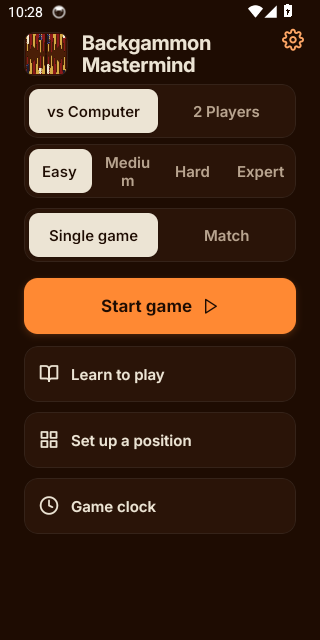 10:28
Backgammon
Mastermind
vs Computer
2 Players
Easy
Mediu
m
Hard
Expert
Single game
Match
Start game
Learn to play
Set up a position
Game clock